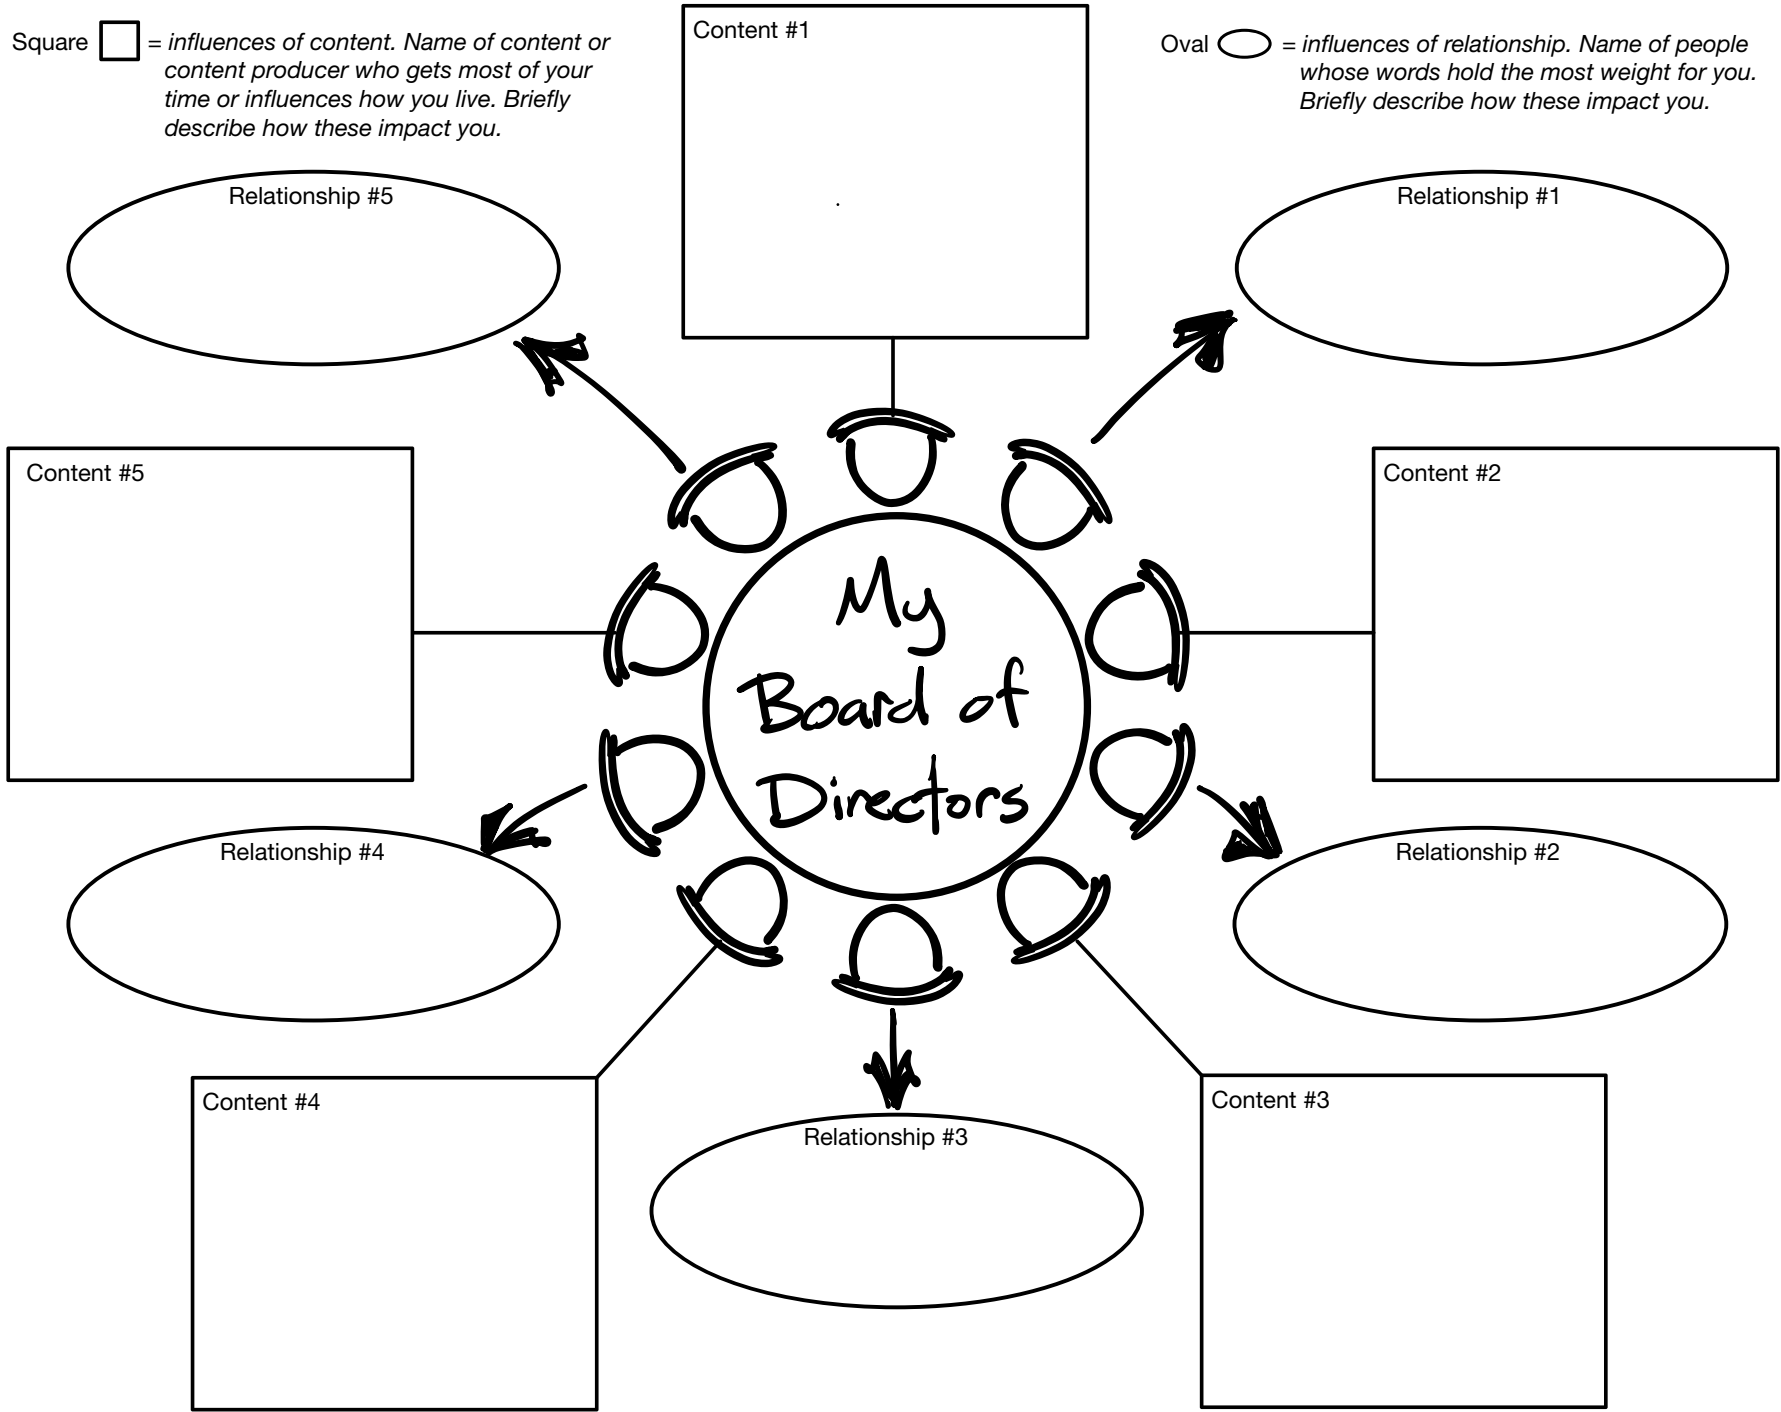 Square = influences of content. Name of content or
content producer who gets most of your
time or influences how you live. Briefly
describe how these impact you.
Content #1
Oval = influences of relationship. Name of people
whose words hold the most weight for you.
Briefly describe how these impact you.
Relationship #5
Relationship #1
Content #5
Content #2
My
Board of
Directors
Relationship #4
Relationship #2
Content #4
Relationship #3
Content #3